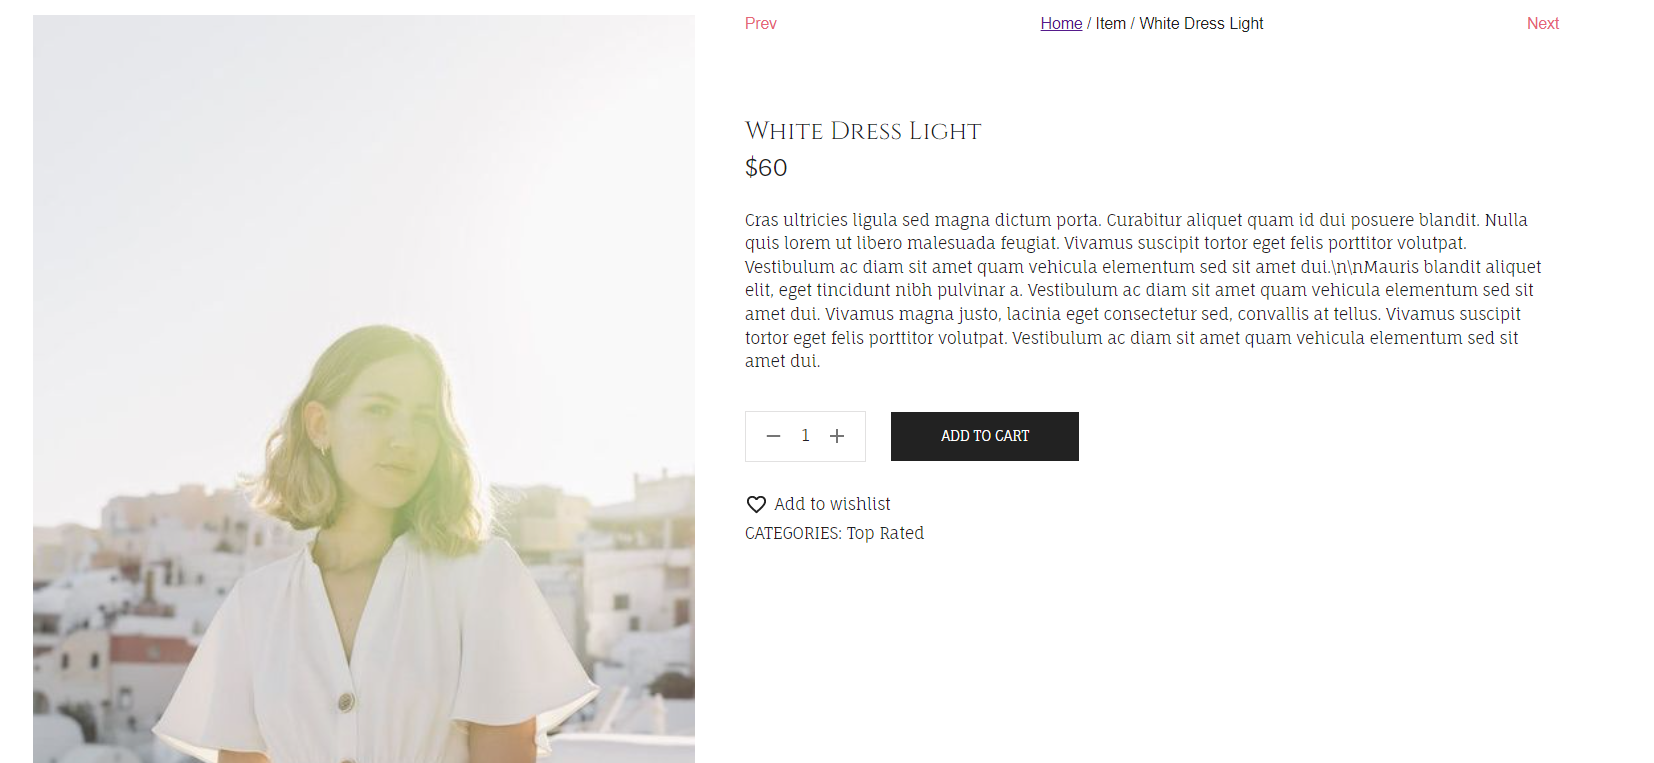 Prev Home / Item / White Dress Light Next
White Dress Light
$60
Cras ultricies ligula sed magna dictum porta. Curabitur aliquet quam id dui posuere blandit. Nulla
quis lorem ut libero malesuada feugiat. Vivamus suscipit tortor eget felis porttitor volutpat.
Vestibulum ac diam sit amet quam vehicula elementum sed sit amet dui.\n\nMauris blandit aliquet
elit, eget tincidunt nibh pulvinar a. Vestibulum ac diam sit amet quam vehicula elementum sed sit
amet dui. Vivamus magna justo, lacinia eget consectetur sed, convallis at tellus. Vivamus suscipit
tortor eget felis porttitor volutpat. Vestibulum ac diam sit amet quam vehicula elementum sed sit
amet dui.
− 1 + ADD TO CART
Add to wishlist
CATEGORIES: Top Rated